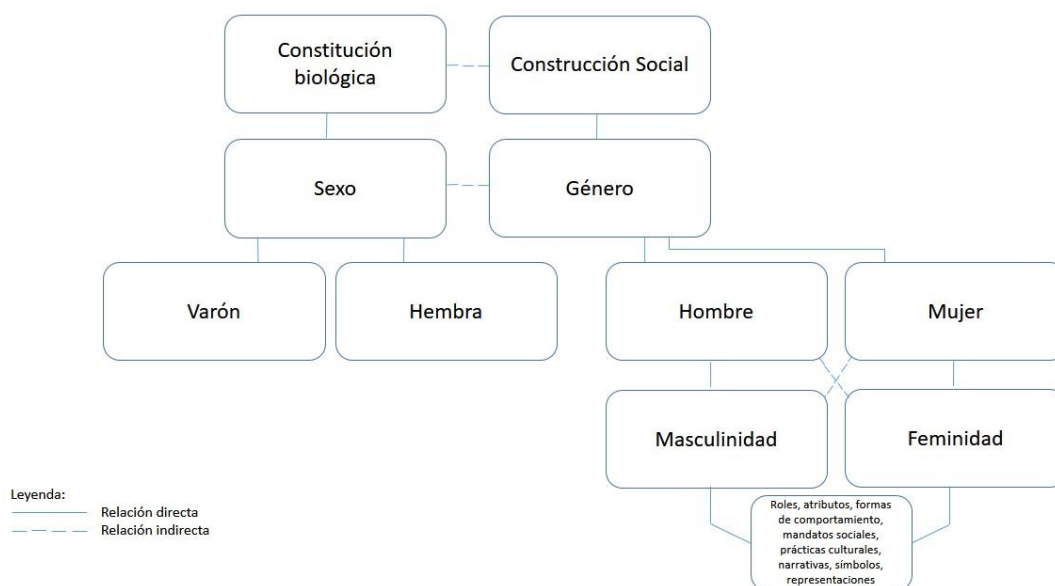 Constitución
biológica
Construcción Social
Sexo
Género
Varón
Hembra
Hombre
Mujer
Masculinidad
Feminidad
Leyenda:
Relación directa
Relación indirecta
Roles, atributos, formas
de comportamiento,
mandatos sociales,
prácticas culturales,
narrativas, símbolos,
representaciones